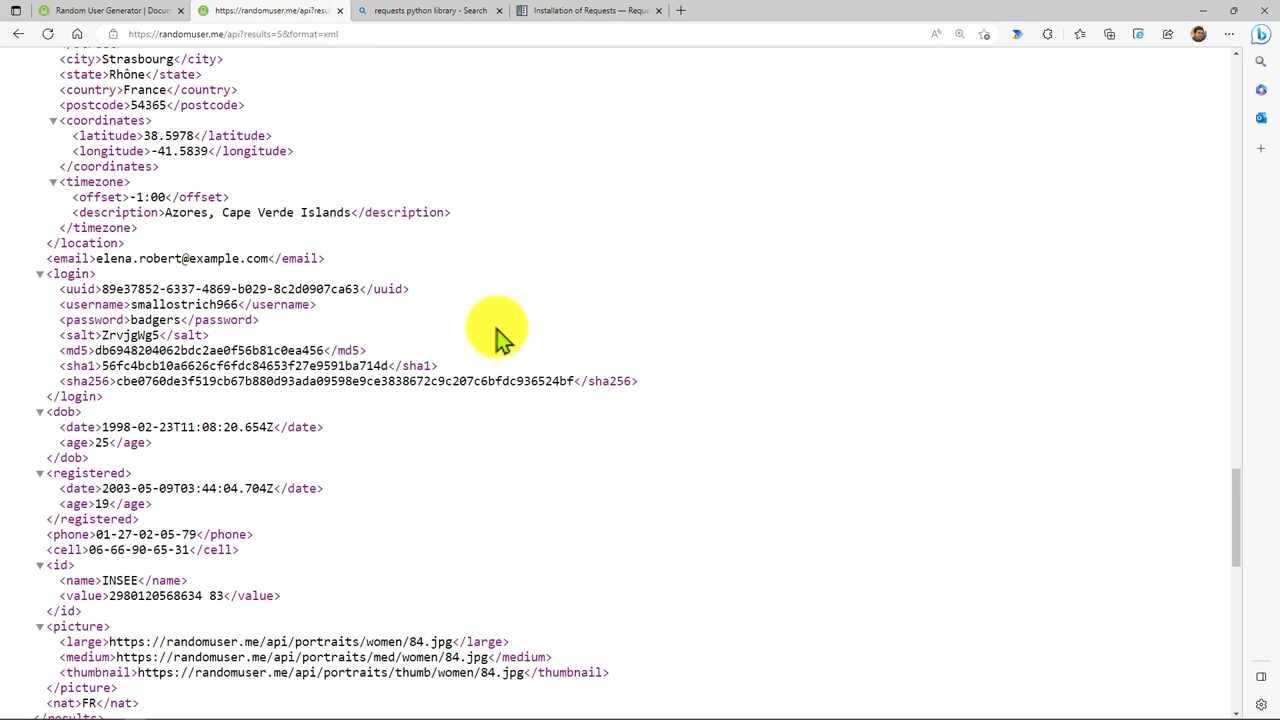 Random User Generator | Docum
https://randomuser.me/api?resul
requests python library - Search
Installation of Requests — Reque
https://randomuser.me/api?results=5&format=xml
<city>Strasbourg</city>
<state>Rhône</state>
<country>France</country>
<postcode>54365</postcode>
<coordinates>
<latitude>38.5978</latitude>
<longitude>-41.5839</longitude>
</coordinates>
<timezone>
<offset>-1:00</offset>
<description>Azores, Cape Verde Islands</description>
</timezone>
</location>
<email>elena.robert@example.com</email>
<login>
<uuid>89e37852-6337-4869-b029-8c2d0907ca63</uuid>
<username>smallostrich966</username>
<password>badgers</password>
<salt>ZrvjgWg5</salt>
<md5>db6948204062bdc2ae0f56b81c0ea456</md5>
<sha1>56fc4bcb10a6626cf6fdc84653f27e9591ba714d</sha1>
<sha256>cbe0760de3f519cb67b880d93ada09598e9ce3838672c9c207c6bfdc936524bf</sha256>
</login>
<dob>
<date>1998-02-23T11:08:20.654Z</date>
<age>25</age>
</dob>
<registered>
<date>2003-05-09T03:44:04.704Z</date>
<age>19</age>
</registered>
<phone>01-27-02-05-79</phone>
<cell>06-66-90-65-31</cell>
<id>
<name>INSEE</name>
<value>2980120568634 83</value>
</id>
<picture>
<large>https://randomuser.me/api/portraits/women/84.jpg</large>
<medium>https://randomuser.me/api/portraits/med/women/84.jpg</medium>
<thumbnail>https://randomuser.me/api/portraits/thumb/women/84.jpg</thumbnail>
</picture>
<nat>FR</nat>
</results>